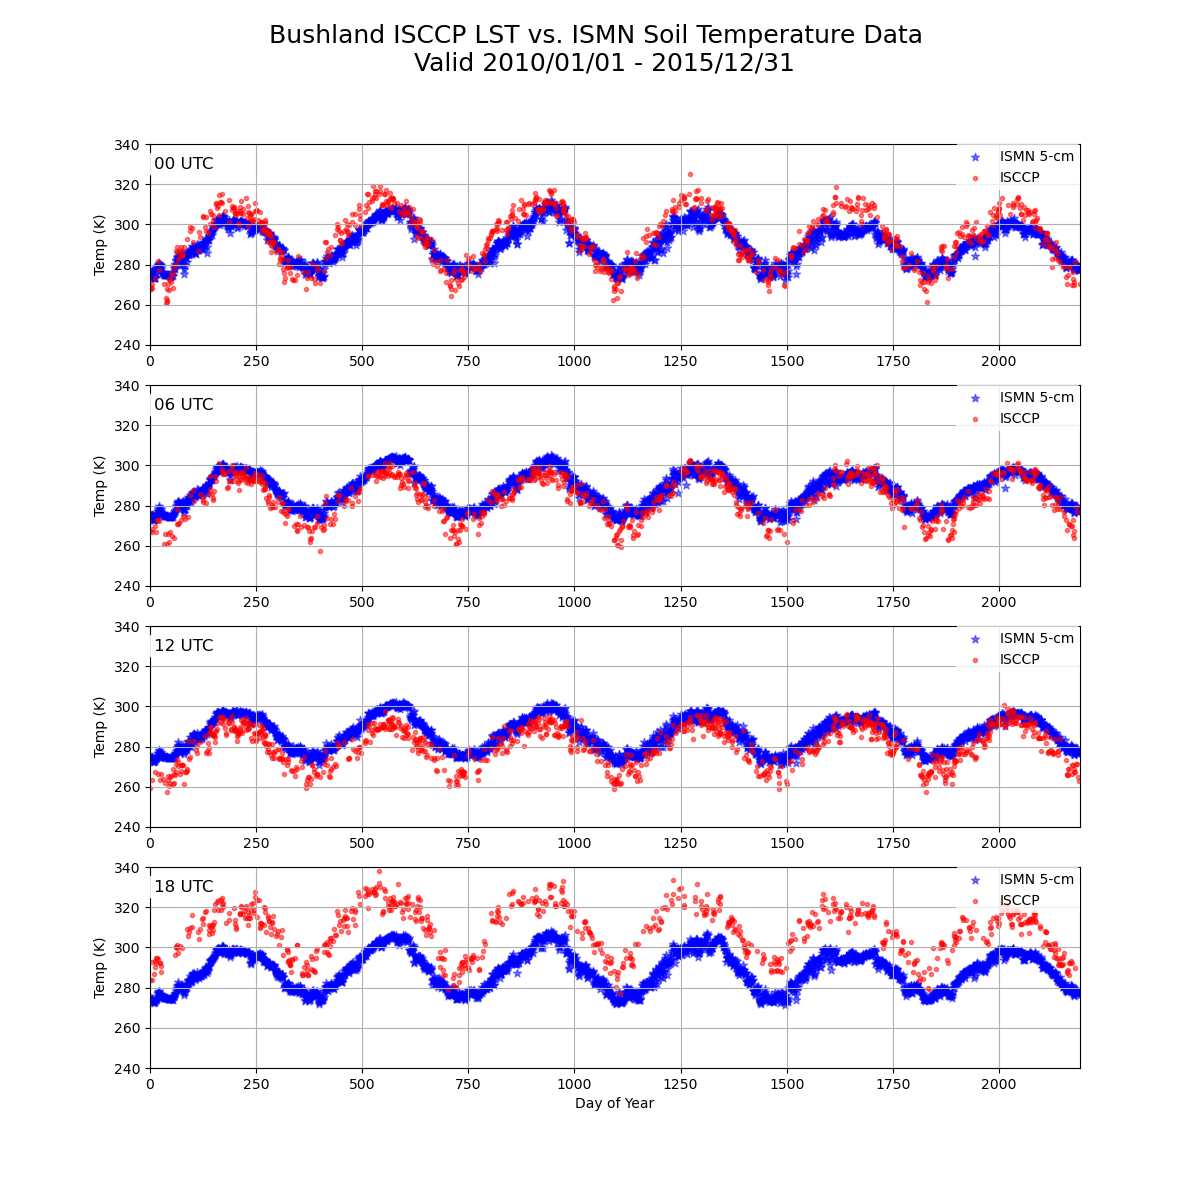 Bushland ISCCP LST vs. ISMN Soil Temperature Data
Valid 2010/01/01 - 2015/12/31
340
320
300
280
260
240
Temp (K)
00 UTC
ISMN 5-cm
ISCCP
0 250 500 750 1000 1250 1500 1750 2000
340
320
300
280
260
240
Temp (K)
06 UTC
ISMN 5-cm
ISCCP
0 250 500 750 1000 1250 1500 1750 2000
340
320
300
280
260
240
Temp (K)
12 UTC
ISMN 5-cm
ISCCP
0 250 500 750 1000 1250 1500 1750 2000
340
320
300
280
260
240
Temp (K)
18 UTC
ISMN 5-cm
ISCCP
0 250 500 750 1000 1250 1500 1750 2000
Day of Year